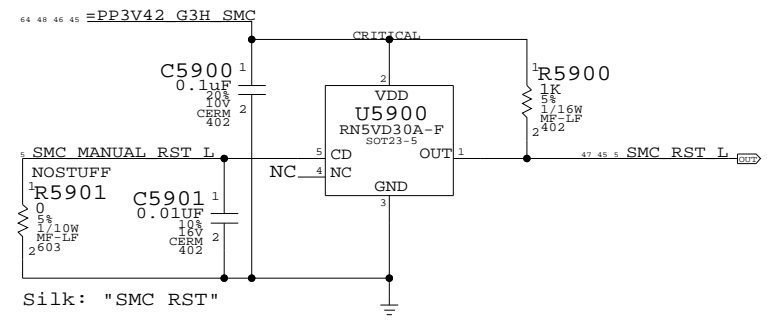 64 48 46 45 =PP3V42_G3H_SMC
CRITICAL
C5900 1
0.1uF
20%
10V
CERM 2
402
2
VDD
U5900
RN5VD30A-F
SOT23-5
5 CD
OUT 1
NC 4 NC
GND
3
1 R5900
1K
5%
1/16W
MF-LF
2 402
5 SMC_MANUAL_RST_L
47 45 5 SMC_RST_L OUT
NOSTUFF
1 R5901
0
5%
1/10W
MF-LF
2 603
C5901 1
0.01UF
10%
16V
CERM 2
402
Silk: "SMC RST"